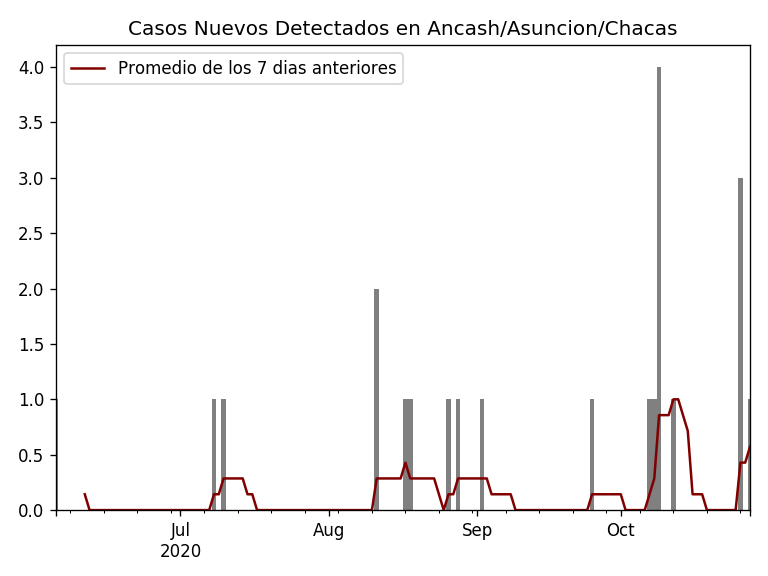 Casos Nuevos Detectados en Ancash/Asuncion/Chacas
Promedio de los 7 dias anteriores
4.0
3.5
3.0
2.5
2.0
1.5
1.0
0.5
0.0
Jul
2020
Aug
Sep
Oct